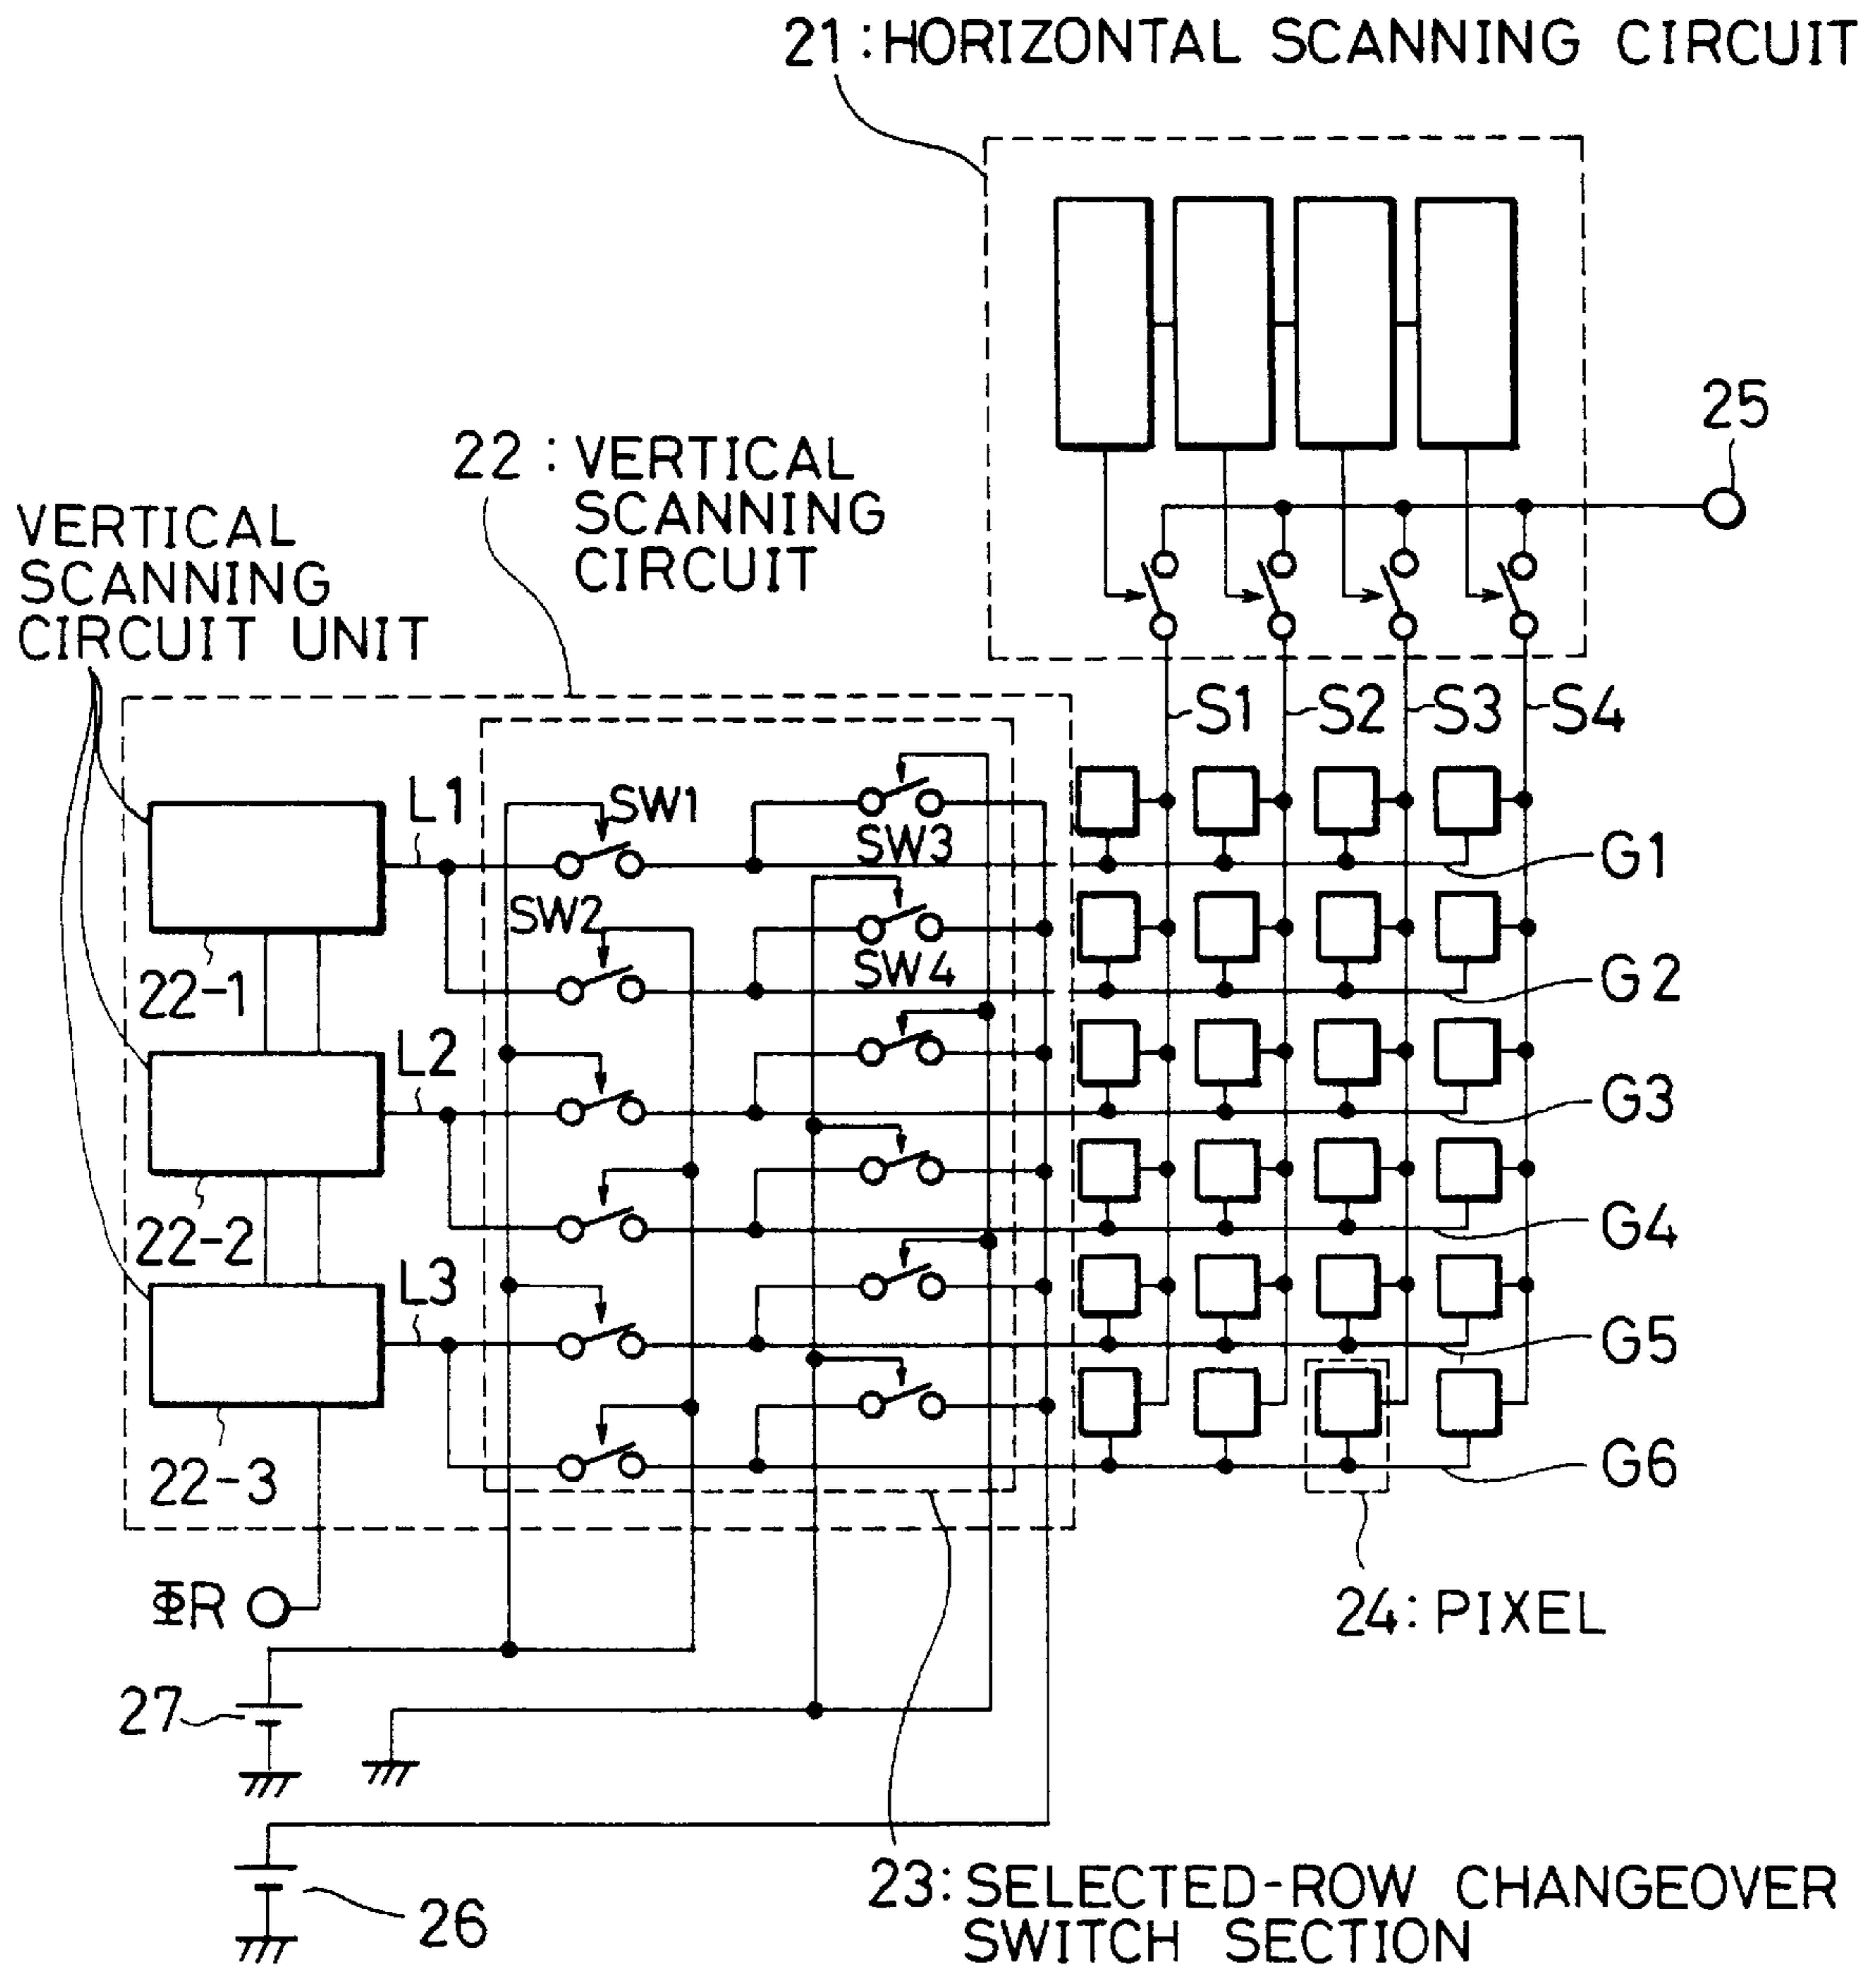 21:HORIZONTAL SCANNING CIRCUIT
25
22:VERTICAL
SCANNING
CIRCUIT
VERTICAL
SCANNING
CIRCUIT UNIT
S1
S2
S3
S4
L1
SW1
SW3
G1
SW2
SW4
22-1
G2
L2
G3
22-2
G4
L3
G5
22-3
G6
ΦR
24:PIXEL
27
26
23:SELECTED-ROW CHANGEOVER
SWITCH SECTION